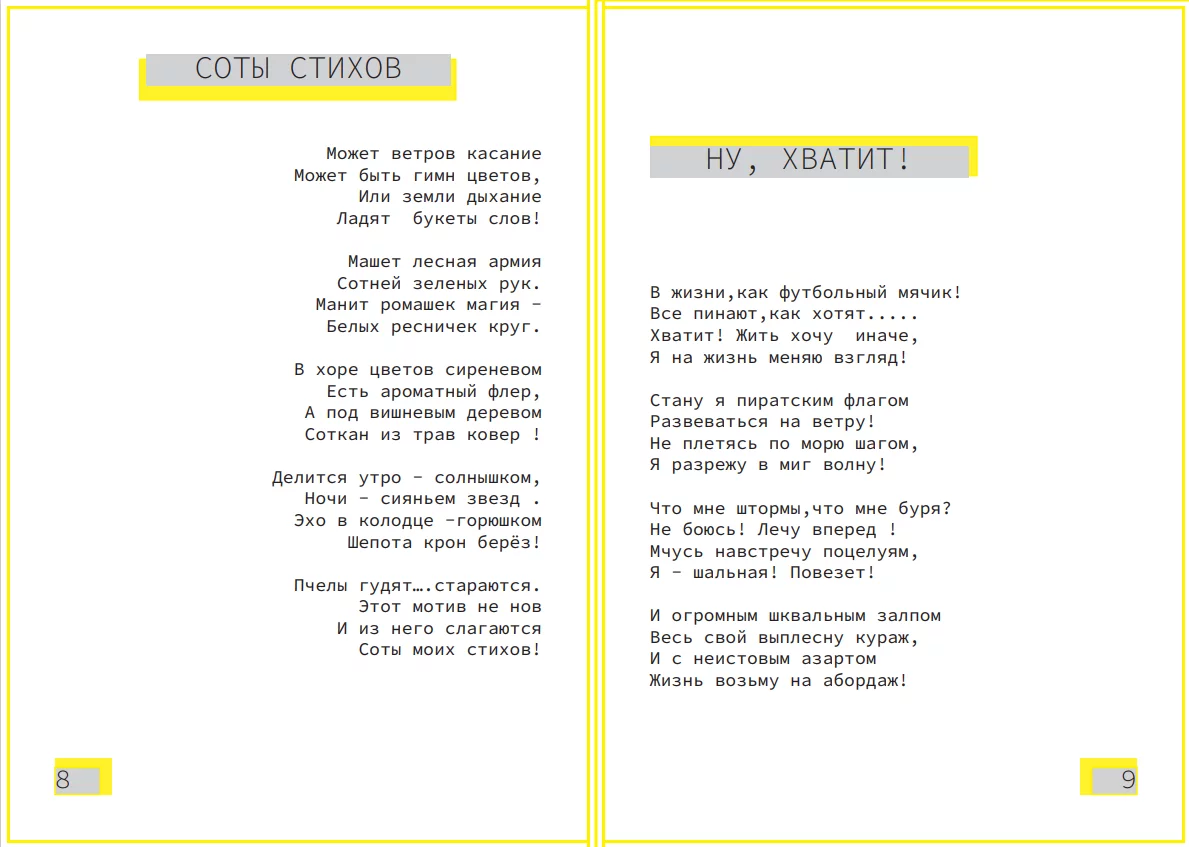 СОТЫ СТИХОВ
Может ветров касание
Может быть гимн цветов,
Или земли дыхание
Ладят  букеты слов!
Машет лесная армия
Сотней зеленых рук.
Манит ромашек магия -
Белых ресничек круг.
В хоре цветов сиреневом
Есть ароматный флер,
А под вишневым деревом
Соткан из трав ковер !
Делится утро - солнышком,
Ночи - сияньем звезд .
Эхо в колодце -горюшком
Шепота крон берёз!
Пчелы гудят….стараются.
Этот мотив не нов
И из него слагаются
Соты моих стихов!
8
НУ, ХВАТИТ!
В жизни,как футбольный мячик!
Все пинают,как хотят.....
Хватит! Жить хочу  иначе,
Я на жизнь меняю взгляд!
Стану я пиратским флагом
Развеваться на ветру!
Не плетясь по морю шагом,
Я разрежу в миг волну!
Что мне штормы,что мне буря?
Не боюсь! Лечу вперед !
Мчусь навстречу поцелуям,
Я - шальная! Повезет!
И огромным шквальным залпом
Весь свой выплесну кураж,
И с неистовым азартом
Жизнь возьму на абордаж!
9